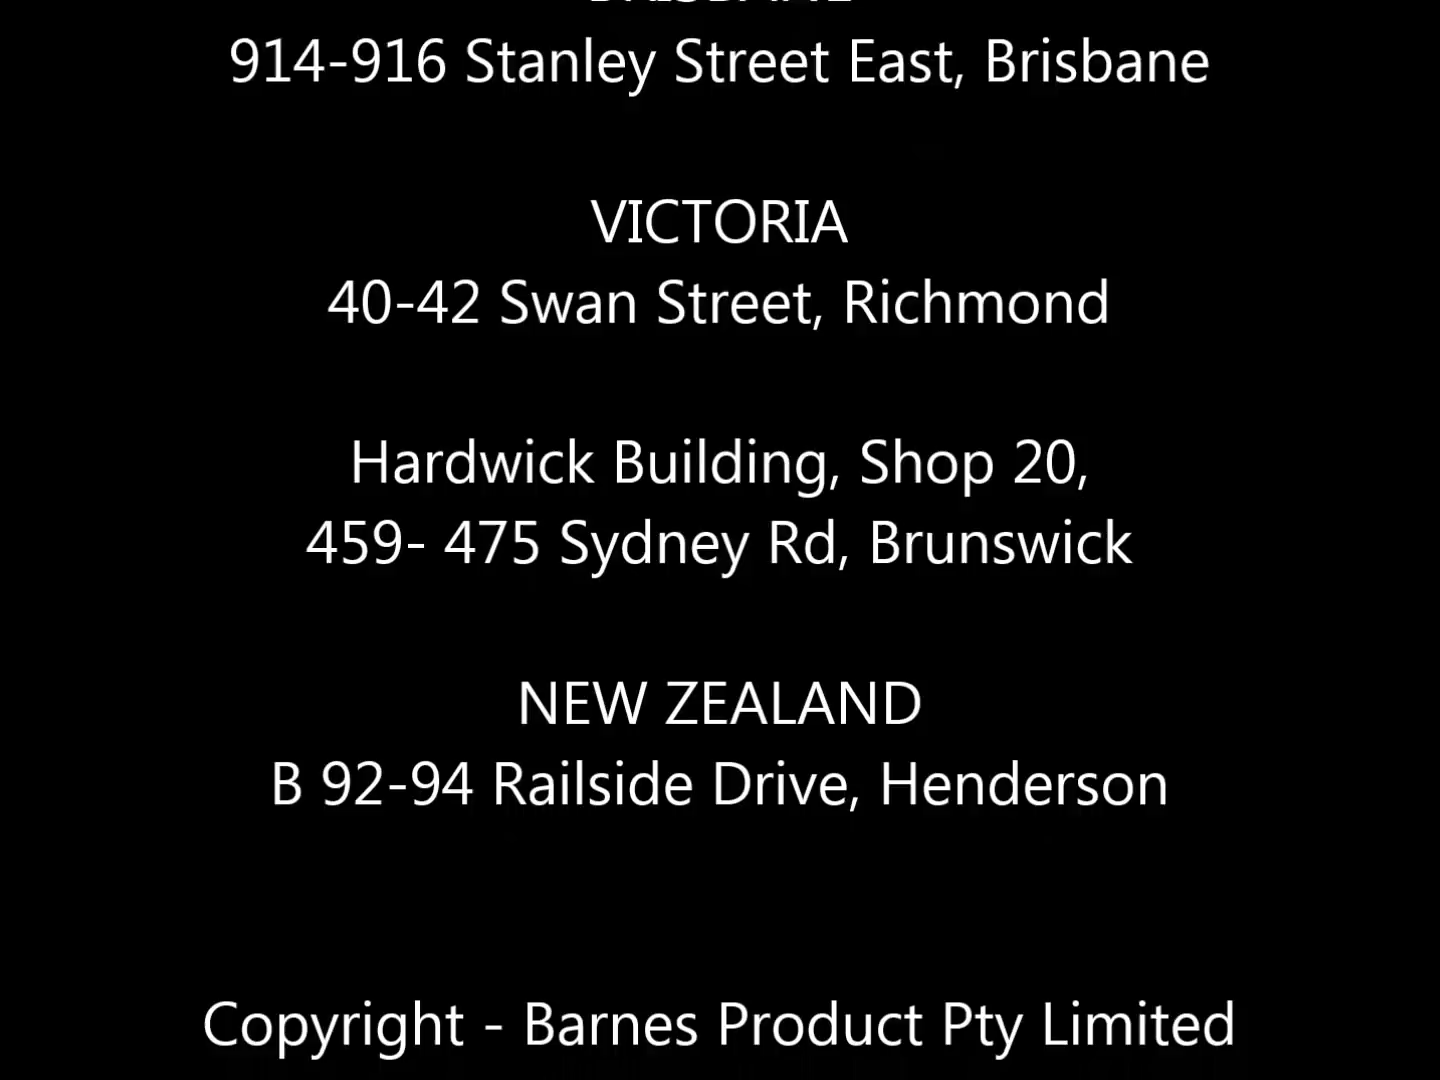 914-916 Stanley Street East, Brisbane
VICTORIA
40-42 Swan Street, Richmond
Hardwick Building, Shop 20,
459- 475 Sydney Rd, Brunswick
NEW ZEALAND
B 92-94 Railside Drive, Henderson
Copyright - Barnes Product Pty Limited